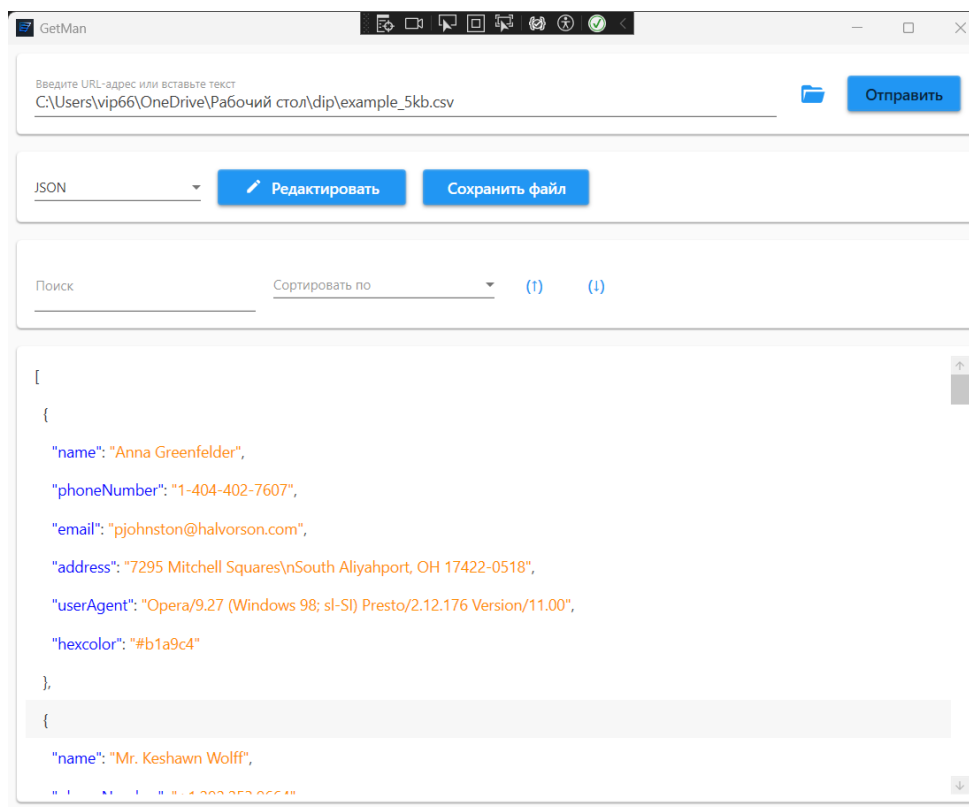 GetMan
Введите URL-адрес или вставьте текст
C:\Users\vip66\OneDrive\Рабочий стол\dip\example_5kb.csv
Отправить
JSON
Редактировать
Сохранить файл
Поиск
Сортировать по
(↑)
(↓)
[
{
"name": "Anna Greenfelder",
"phoneNumber": "1-404-402-7607",
"email": "pjohnston@halvorson.com",
"address": "7295 Mitchell Squares\nSouth Aliyahport, OH 17422-0518",
"userAgent": "Opera/9.27 (Windows 98; sl-SI) Presto/2.12.176 Version/11.00",
"hexcolor": "#b1a9c4"
},
{
"name": "Mr. Keshawn Wolff",